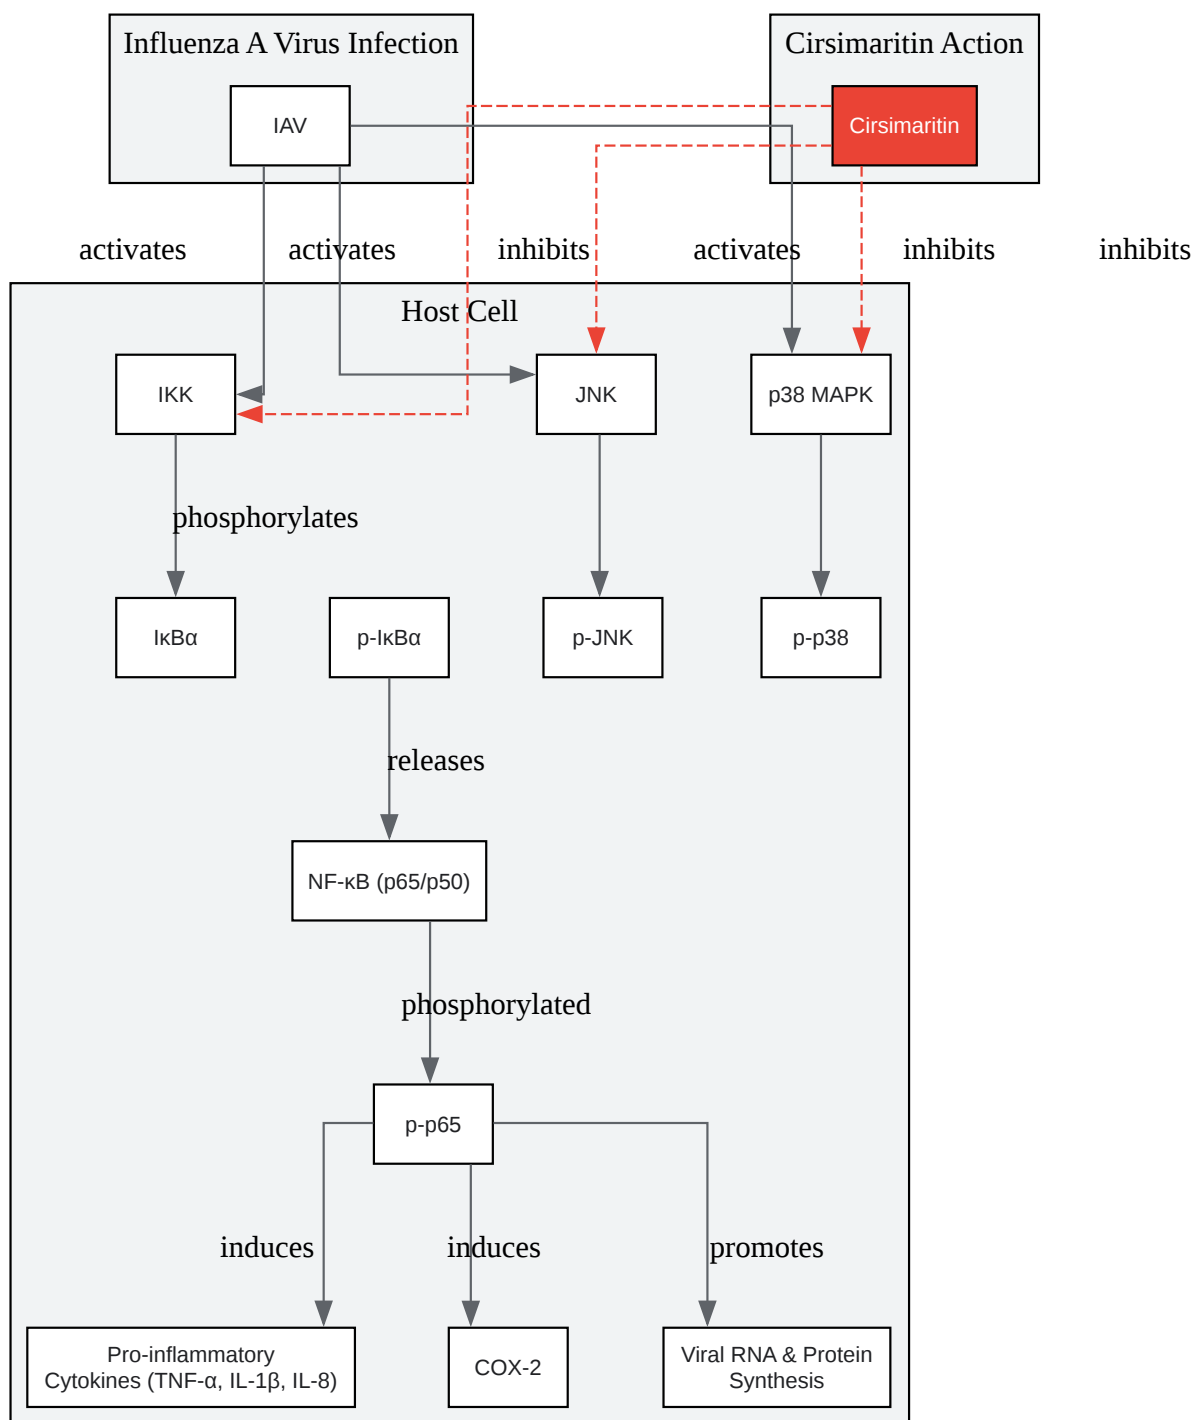 Influenza A Virus Infection
Cirsimaritin Action
IAV
Cirsimaritin
activates
activates
inhibits
activates
inhibits
inhibits
Host Cell
IKK
JNK
p38 MAPK
phosphorylates
IκBα
p-IκBα
p-JNK
p-p38
releases
NF-κB (p65/p50)
phosphorylated
p-p65
induces
induces
promotes
Pro-inflammatory
Cytokines (TNF-α, IL-1β, IL-8)
COX-2
Viral RNA & Protein
Synthesis